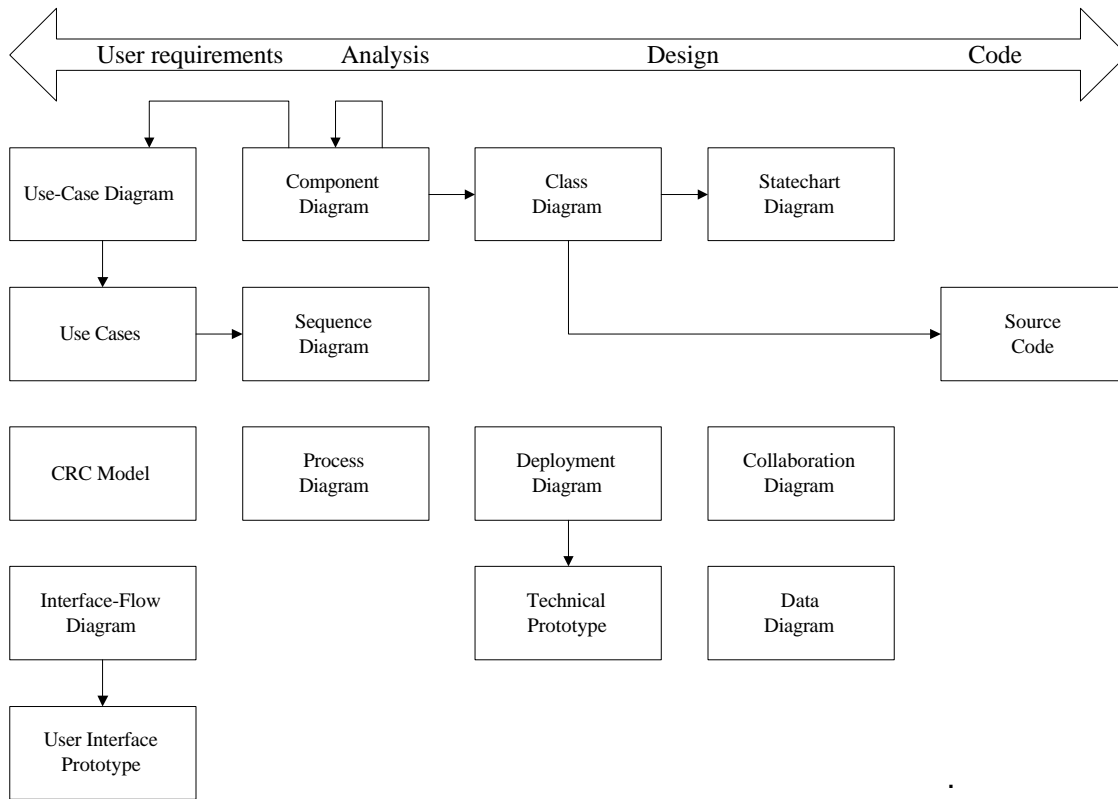 User requirements Analysis Design Code
Use-Case Diagram
Component
Diagram
Class
Diagram
Statechart
Diagram
Use Cases
Sequence
Diagram
Source
Code
CRC Model
Process
Diagram
Deployment
Diagram
Collaboration
Diagram
Interface-Flow
Diagram
Technical
Prototype
Data
Diagram
User Interface
Prototype
.